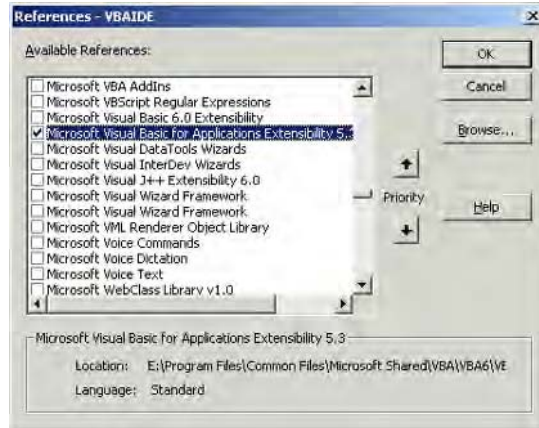 References - VBAIDE
Available References:
Microsoft VBA AddIns
Microsoft VBScript Regular Expressions
Microsoft Visual Basic 6.0 Extensibility
Microsoft Visual Basic for Applications Extensibility 5.3
Microsoft Visual DataTools Wizards
Microsoft Visual InterDev Wizards
Microsoft Visual J++ Extensibility 6.0
Microsoft Visual Wizard Framework
Microsoft Visual Wizard Framework
Microsoft VML Renderer Object Library
Microsoft Voice Commands
Microsoft Voice Dictation
Microsoft Voice Text
Microsoft WebClass Library v1.0
OK
Cancel
Browse...
Priority
Help
Microsoft Visual Basic for Applications Extensibility 5.3
Location: E:\Program Files\Common Files\Microsoft Shared\VBA\VBA6\VE
Language: Standard